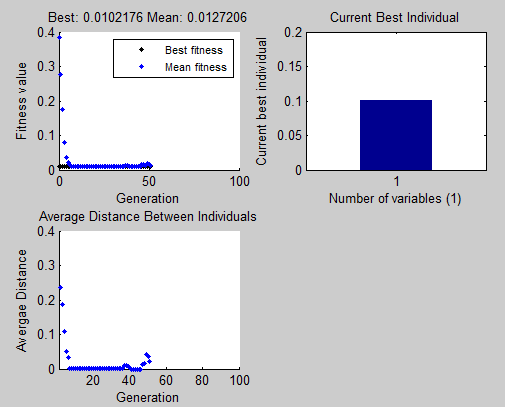 Best: 0.0102176 Mean: 0.0127206
0.4
0.3
0.2
0.1
0
Fitness value
Best fitness
Mean fitness
0 50 100
Generation
Current Best Individual
0.2
0.15
0.1
0.05
0
Current best individual
1
Number of variables (1)
Average Distance Between Individuals
0.4
0.3
0.2
0.1
0
Avergae Distance
20 40 60 80 100
Generation